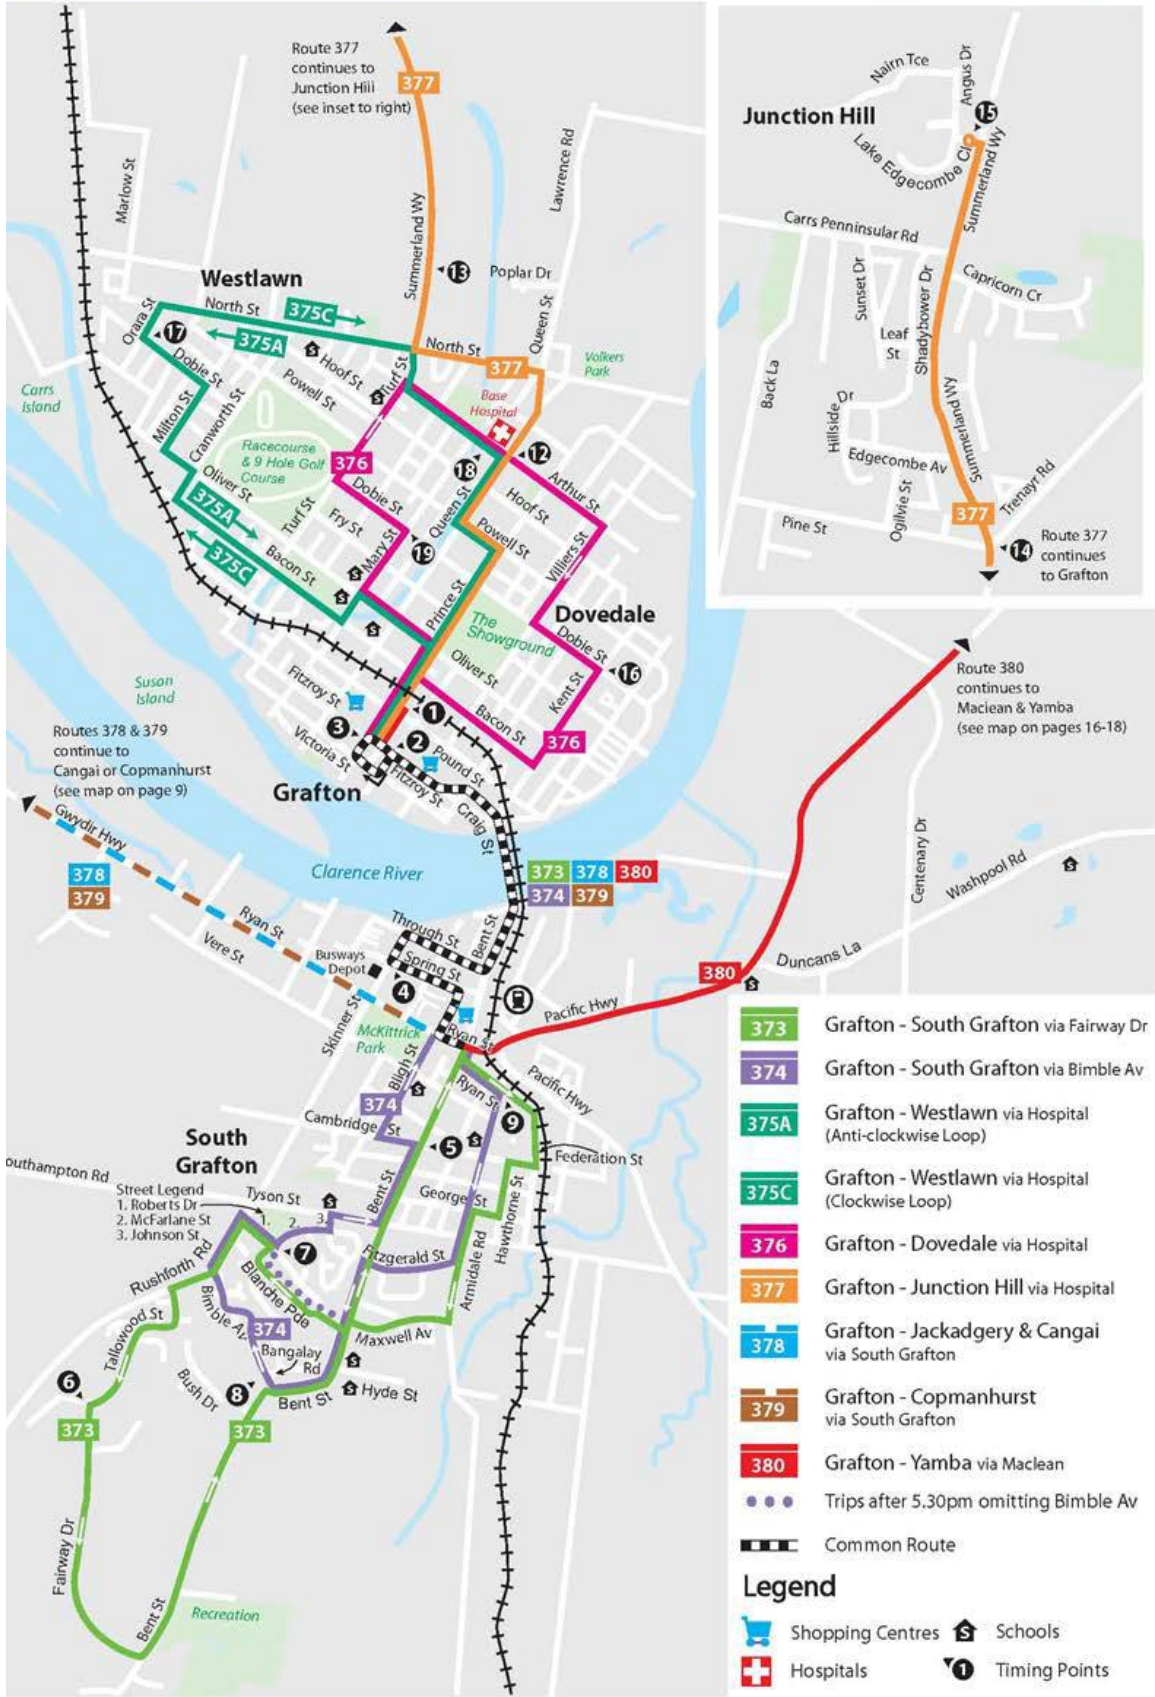 Route 377
continues to
Junction Hill
(see inset to right)
377
Marlow St
Summerland Wy
Lawrence Rd
13
Poplar Dr
Westlawn
North St
375C
375A
Orara St
17
Dobie St
Hoof St
Turf St
Powell St
North St
377
Queen St
Volkers
Park
Base
Hospital
Carrs
Island
Milton St
Cranworth St
Racecourse
& 9 Hole Golf
Course
376
18
12
Arthur St
Oliver St
Dobie St
Queen St
Hoof St
375A
Turf St
Fry St
Powell St
375C
Bacon St
Mary St
19
Villiers St
Prince St
Dovedale
The
Showground
Dobie St
16
Oliver St
Kent St
Fitzroy St
Bacon St
376
Susan
Island
1
3
2
Victoria St
Pound St
Fitzroy St
Craig St
Grafton
Routes 378 & 379
continue to
Cangai or Copmanhurst
(see map on page 9)
Gwydir Hwy
378
379
Clarence River
373 378 380
374 379
Ryan St
Vere St
Through St
Bent St
Busways
Depot
Spring St
4
Skinner St
McKittrick
Park
Ryan St
Pacific Hwy
380
Duncans La
Centenary Dr
Washpool Rd
Route 380
continues to
Maclean & Yamba
(see map on pages 16-18)
Junction Hill
Nairn Tce
Angus Dr
15
Lake Edgecombe Cl
Summerland Wy
Carrs Penninsular Rd
Capricorn Cr
Sunset Dr
Leaf
St
Shadybower Dr
Back La
Hillside Dr
Summerland Wy
Edgecombe Av
Ogilvie St
Trenayr Rd
Pine St
377
14
Route 377
continues
to Grafton
Bligh St
374
Ryan St
Pacific Hwy
Cambridge St
9
5
Federation St
South
Grafton
outhampton Rd
Street Legend
1. Roberts Dr
2. McFarlane St
3. Johnson St
Tyson St
1.
2.
3.
Bent St
George St
Hawthorne St
7
Fitzgerald St
Armidale Rd
Rushforth Rd
Blanche Pde
Bimble Av
Tallowood St
374
Maxwell Av
Bangalay
Rd
6
Bush Dr
8
Bent St
Hyde St
373
373
Fairway Dr
Bent St
Recreation
373 Grafton - South Grafton via Fairway Dr
374 Grafton - South Grafton via Bimble Av
375A Grafton - Westlawn via Hospital
(Anti-clockwise Loop)
375C Grafton - Westlawn via Hospital
(Clockwise Loop)
376 Grafton - Dovedale via Hospital
377 Grafton - Junction Hill via Hospital
378 Grafton - Jackadgery & Cangai
via South Grafton
379 Grafton - Copmanhurst
via South Grafton
380 Grafton - Yamba via Maclean
Trips after 5.30pm omitting Bimble Av
Common Route
Legend
Shopping Centres
S Schools
Hospitals
1 Timing Points